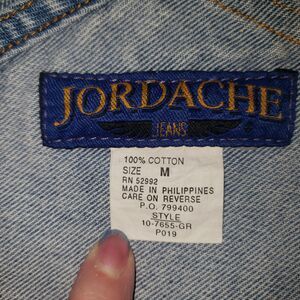 JORDACHE
JEANS
100% COTTON
SIZE M
RN 52992
MADE IN PHILIPPINES
CARE ON REVERSE
P.O. 799400
STYLE
10-7655-GR
P019